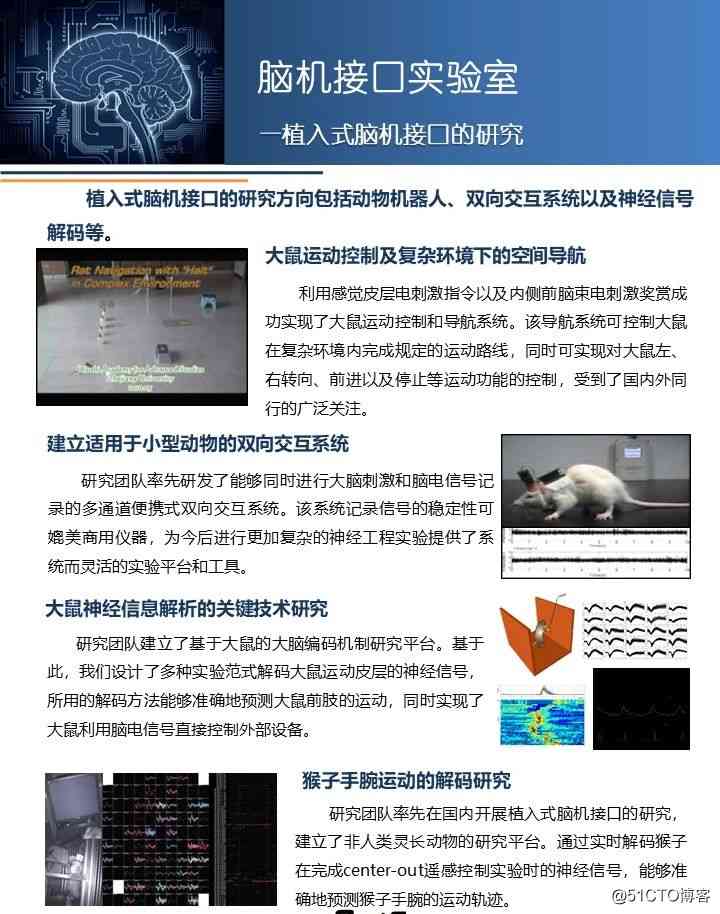 脑机接口实验室
—植入式脑机接口的研究
植入式脑机接口的研究方向包括动物机器人、双向交互系统以及神经信号
解码等。
Rat Navigation with "Halt"
in Complex Environment
Qiushi Academy for Advanced Studies
Zhejiang University
大鼠运动控制及复杂环境下的空间导航
利用感觉皮层电刺激指令以及内侧前脑束电刺激奖赏成
功实现了大鼠运动控制和导航系统。该导航系统可控制大鼠
在复杂环境内完成规定的运动路线，同时可实现对大鼠左、
右转向、前进以及停止等运动功能的控制，受到了国内外同
行的广泛关注。
建立适用于小型动物的双向交互系统
研究团队率先研发了能够同时进行大脑刺激和脑电信号记
录的多通道便携式双向交互系统。该系统记录信号的稳定性可
媲美商用仪器，为今后进行更加复杂的神经工程实验提供了系
统而灵活的实验平台和工具。
大鼠神经信息解析的关键技术研究
研究团队建立了基于大鼠的大脑编码机制研究平台。基于
此，我们设计了多种实验范式解码大鼠运动皮层的神经信号，
所用的解码方法能够准确地预测大鼠前肢的运动，同时实现了
大鼠利用脑电信号直接控制外部设备。
猴子手腕运动的解码研究
研究团队率先在国内开展植入式脑机接口的研究，
建立了非人类灵长动物的研究平台。通过实时解码猴子
在完成center-out遥感控制实验时的神经信号，能够准
确地预测猴子手腕的运动轨迹。
@51CTO博客